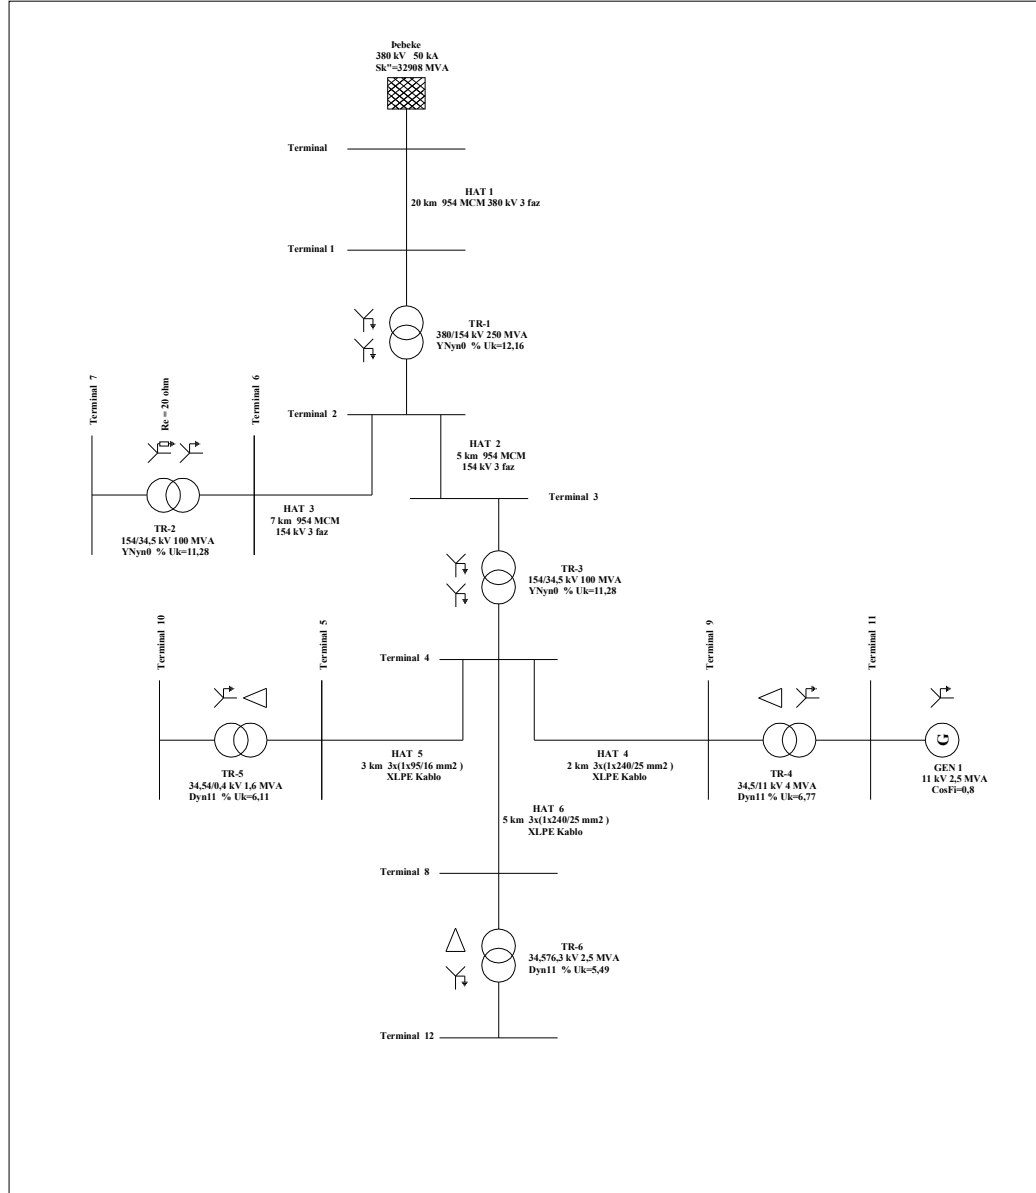 Þebeke
380 kV 50 kA
Sk"=32908 MVA
Terminal
HAT 1
20 km 954 MCM 380 kV 3 faz
Terminal 1
TR-1
380/154 kV 250 MVA
YNyn0 % Uk=12,16
Terminal 7
Re = 20 ohm
Terminal 6
Terminal 2
HAT 2
5 km 954 MCM
154 kV 3 faz
Terminal 3
HAT 3
7 km 954 MCM
154 kV 3 faz
TR-2
154/34,5 kV 100 MVA
YNyn0 % Uk=11,28
TR-3
154/34,5 kV 100 MVA
YNyn0 % Uk=11,28
Terminal 10
Terminal 5
Terminal 4
Terminal 9
Terminal 11
G
HAT 5
3 km 3x(1x95/16 mm2 )
XLPE Kablo
HAT 4
2 km 3x(1x240/25 mm2 )
XLPE Kablo
TR-5
34,54/0,4 kV 1,6 MVA
Dyn11 % Uk=6,11
TR-4
34,5/11 kV 4 MVA
Dyn11 % Uk=6,77
GEN 1
11 kV 2,5 MVA
CosFi=0,8
HAT 6
5 km 3x(1x240/25 mm2 )
XLPE Kablo
Terminal 8
TR-6
34,576,3 kV 2,5 MVA
Dyn11 % Uk=5,49
Terminal 12